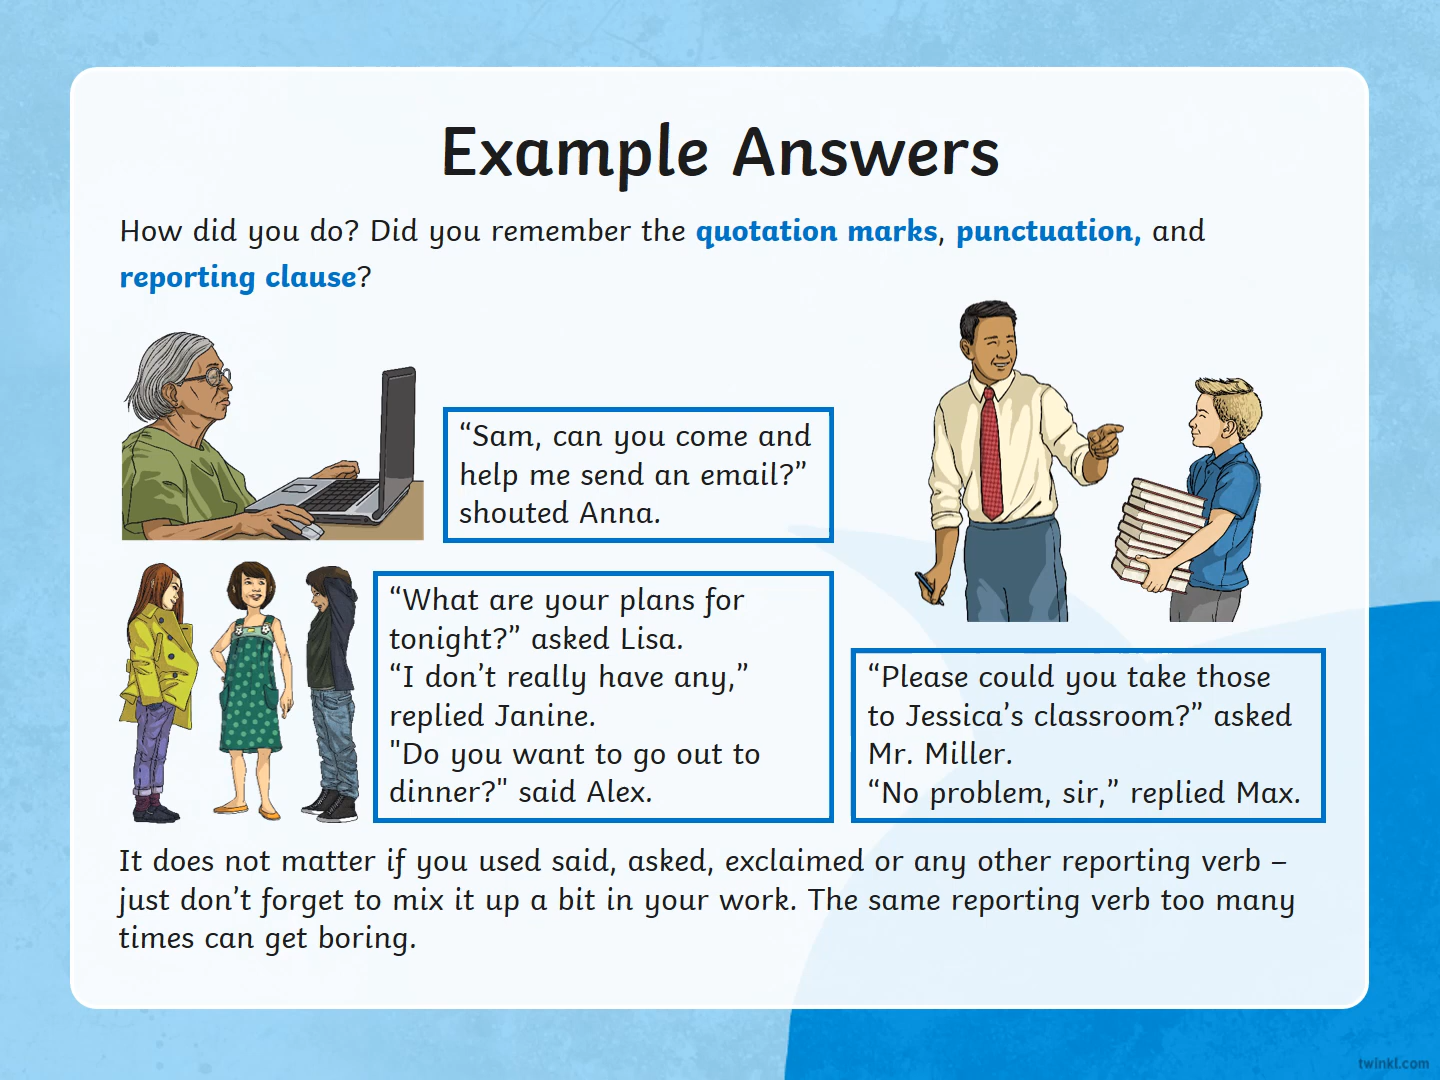 Example Answers
How did you do? Did you remember the quotation marks, punctuation, and
reporting clause?
“Sam, can you come and
help me send an email?”
shouted Anna.
“What are your plans for
tonight?” asked Lisa.
“I don’t really have any,”
replied Janine.
"Do you want to go out to
dinner?" said Alex.
“Please could you take those
to Jessica’s classroom?” asked
Mr. Miller.
“No problem, sir,” replied Max.
It does not matter if you used said, asked, exclaimed or any other reporting verb –
just don’t forget to mix it up a bit in your work. The same reporting verb too many
times can get boring.
twinkl.com